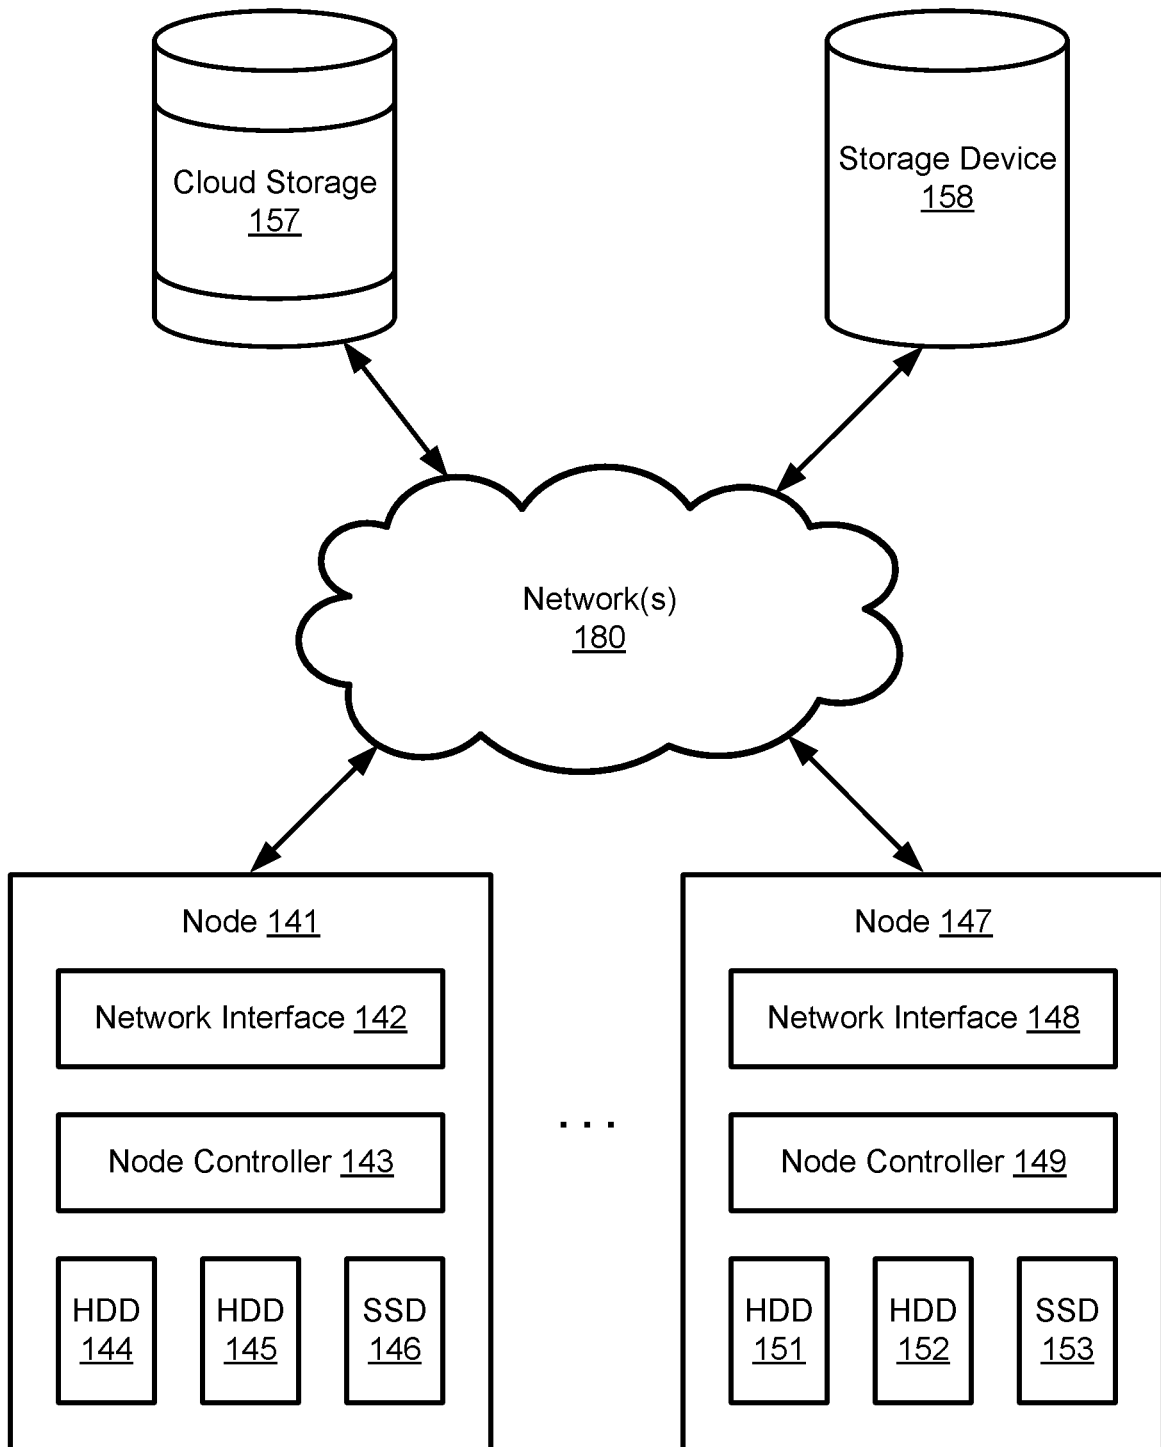 Cloud Storage
157
Storage Device
158
Network(s)
180
Node 141
Network Interface 142
Node Controller 143
HDD
144
HDD
145
SSD
146
...
Node 147
Network Interface 148
Node Controller 149
HDD
151
HDD
152
SSD
153